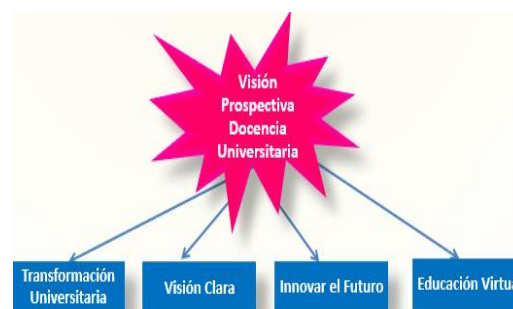 Visión
Prospectiva
Docencia
Universitaria
Transformación
Universitaria
Visión Clara
Innovar el Futuro
Educación Virtua